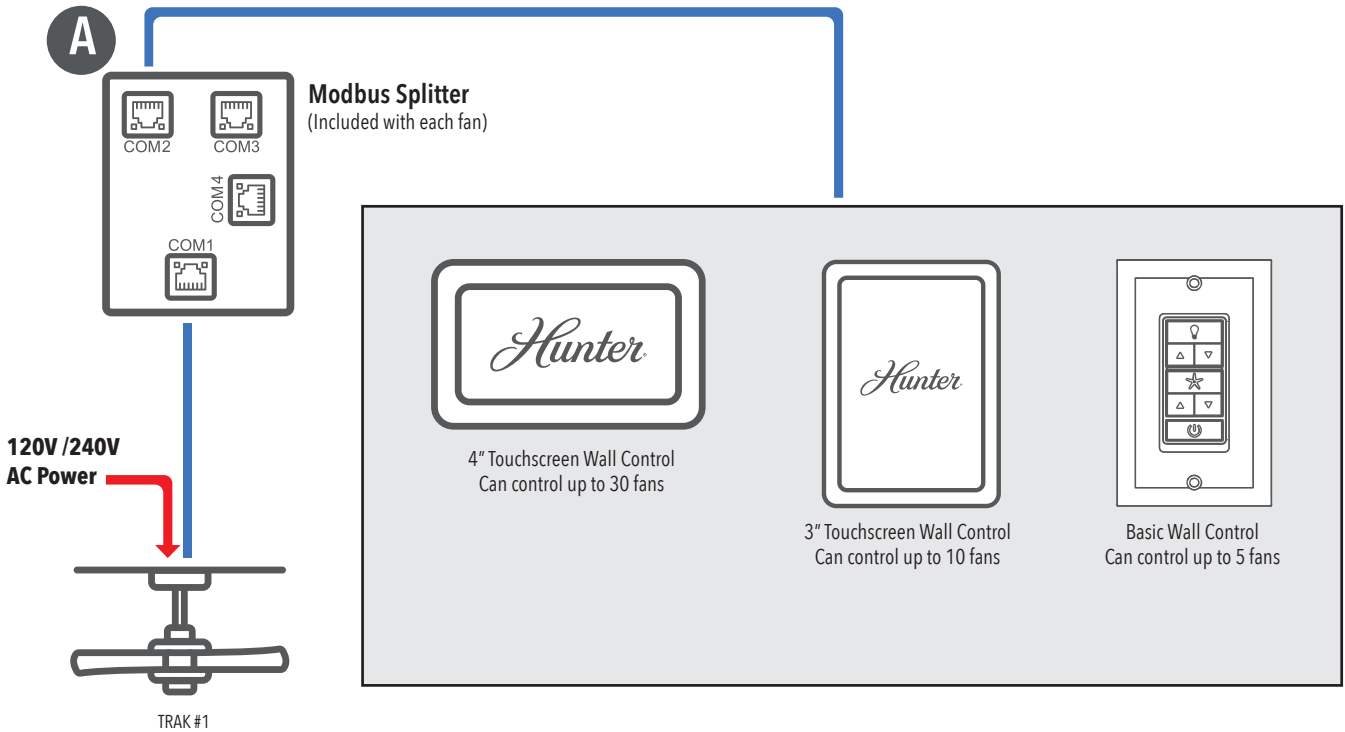 A
Modbus Splitter
(Included with each fan)
COM2
COM3
COM4
COM1
120V /240V
AC Power
TRAK #1
Hunter
4" Touchscreen Wall Control
Can control up to 30 fans
Hunter
3" Touchscreen Wall Control
Can control up to 10 fans
Basic Wall Control
Can control up to 5 fans